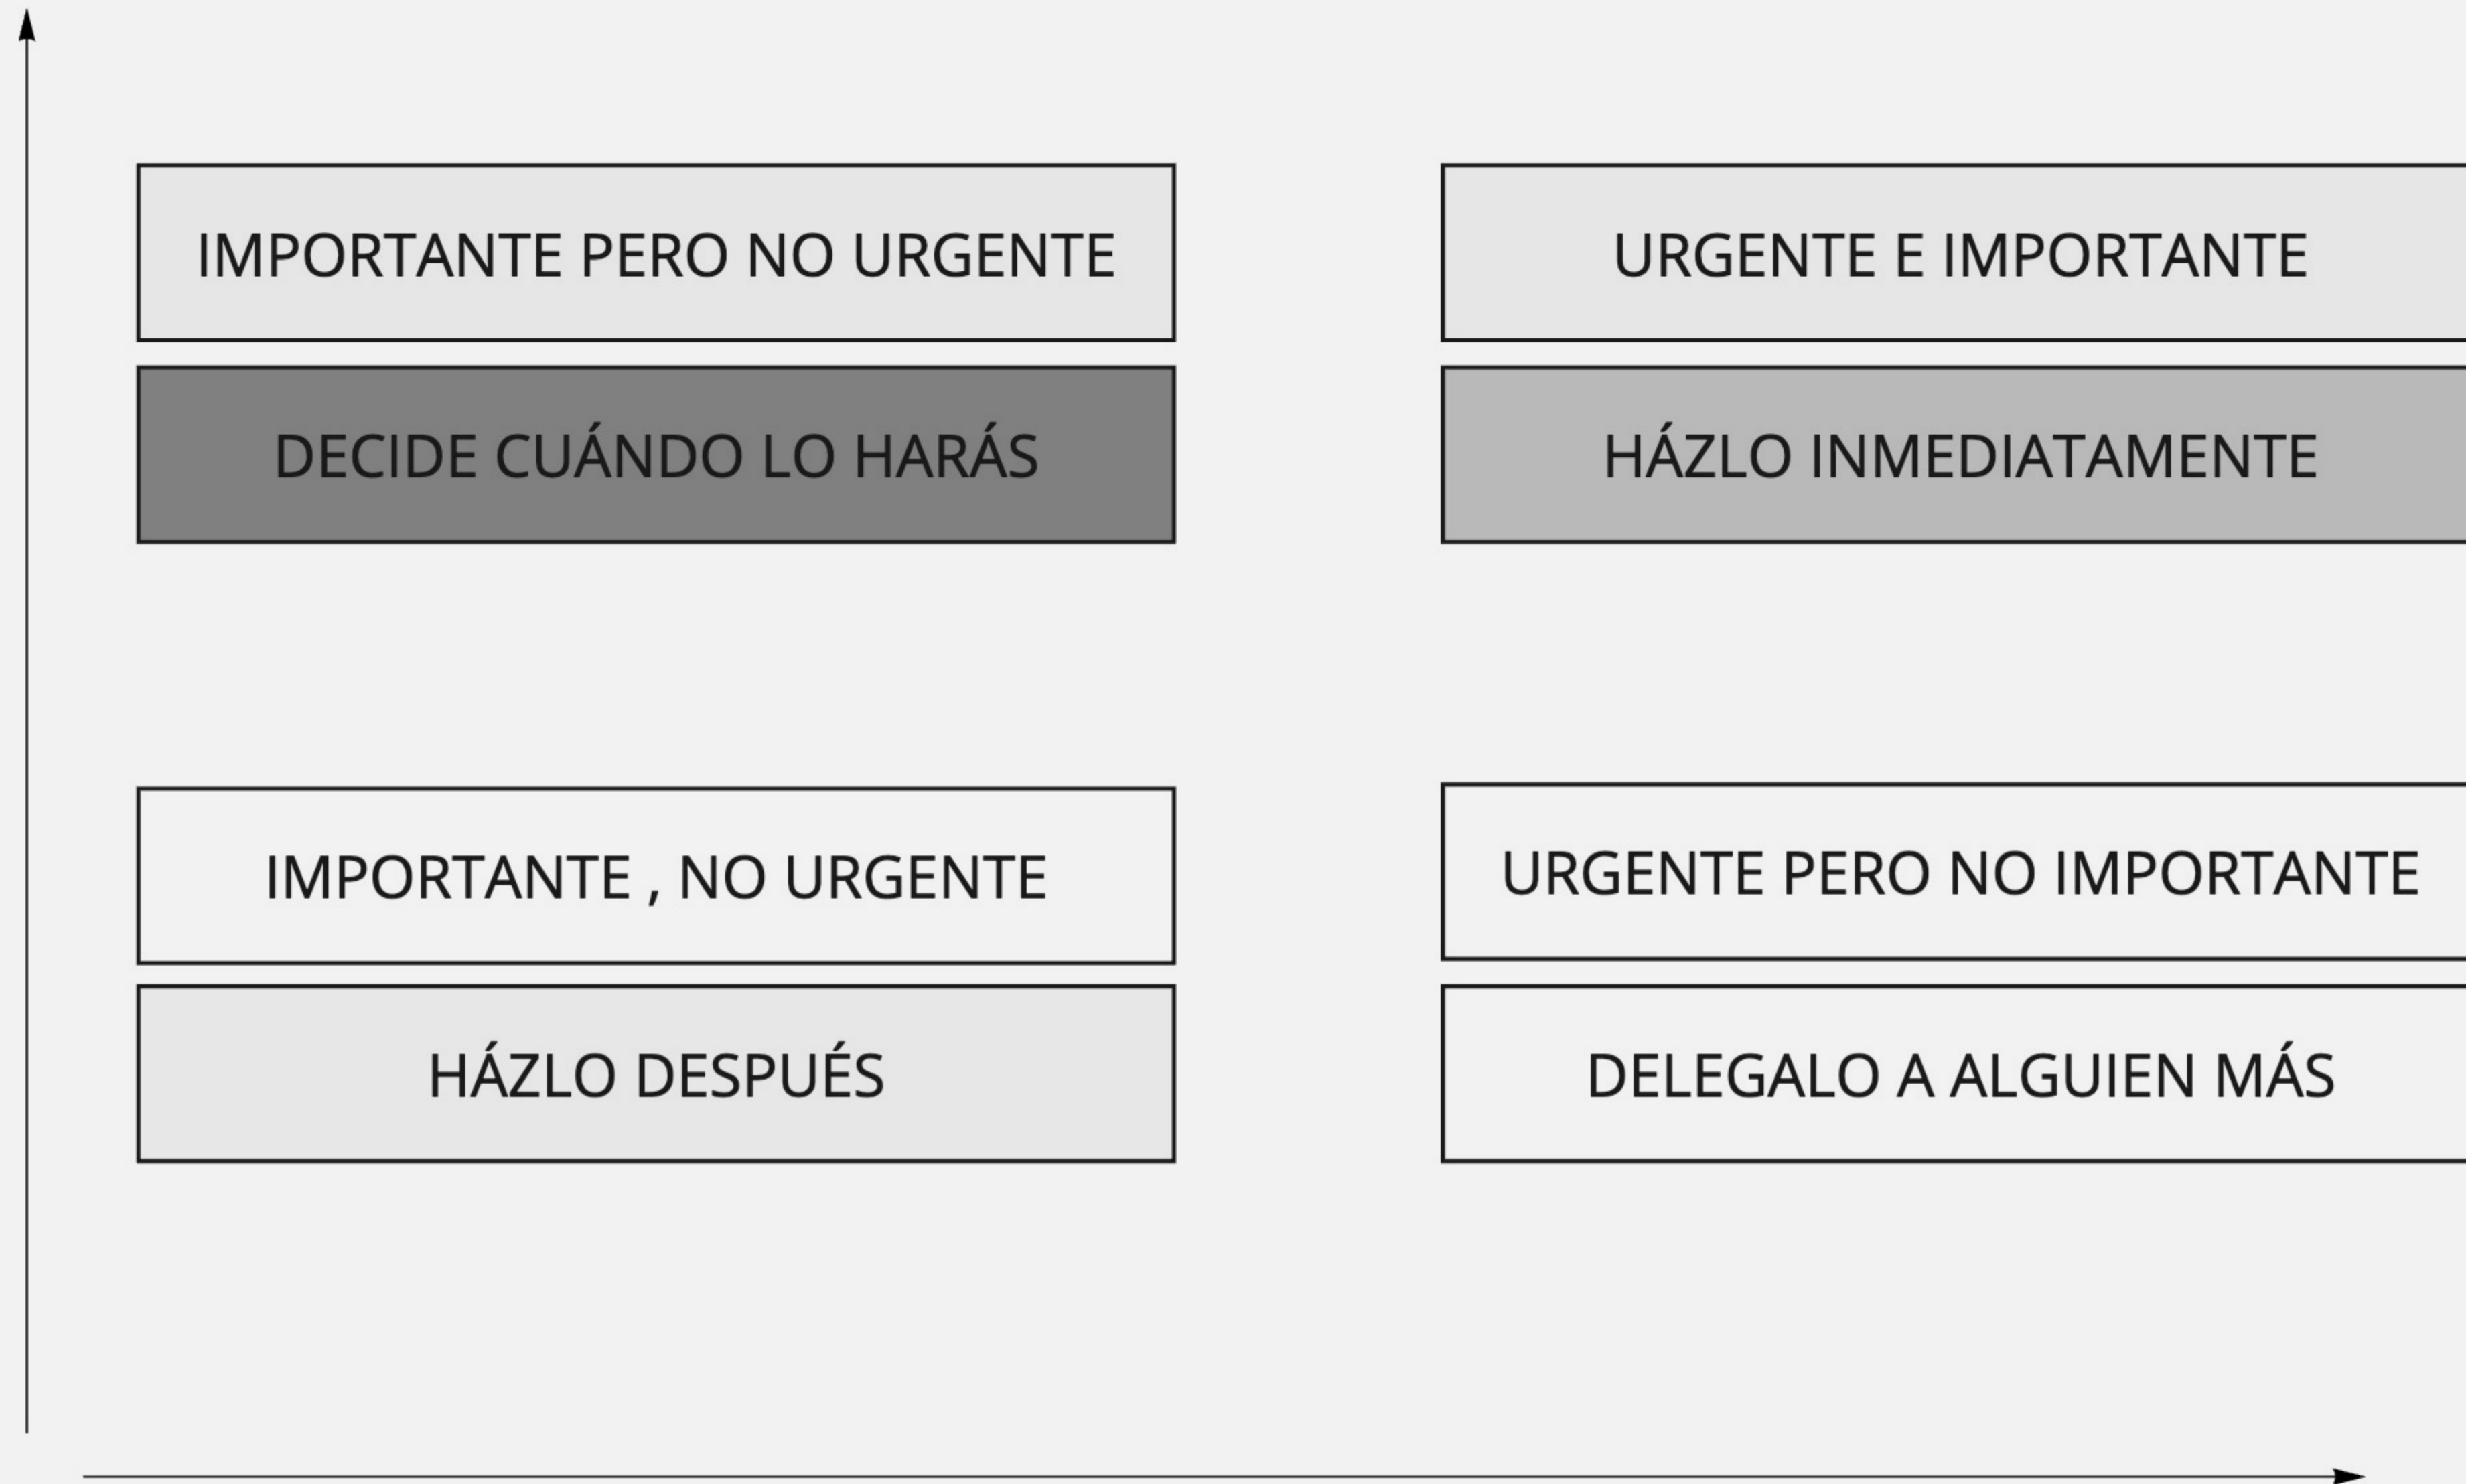 IMPORTANTE PERO NO URGENTE
DECIDE CUÁNDO LO HARÁS
URGENTE E IMPORTANTE
HÁZLO INMEDIATAMENTE
IMPORTANTE , NO URGENTE
HÁZLO DESPUÉS
URGENTE PERO NO IMPORTANTE
DELEGALO A ALGUIEN MÁS